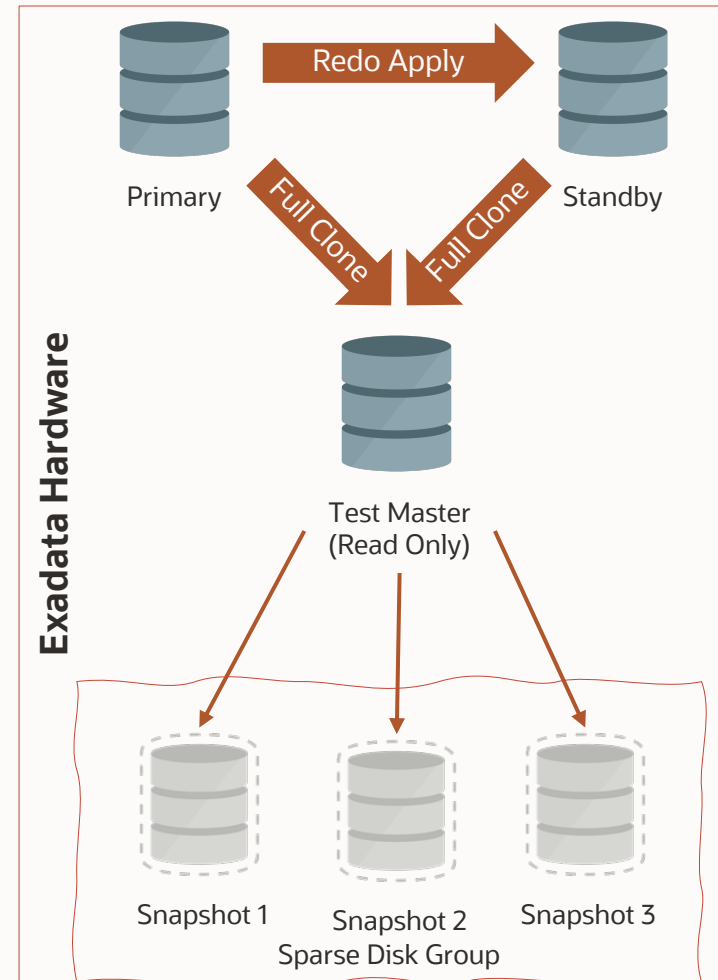 Redo Apply
Primary
Standby
Full Clone
Full Clone
Exadata Hardware
Test Master
(Read Only)
Snapshot 1
Snapshot 2
Snapshot 3
Sparse Disk Group